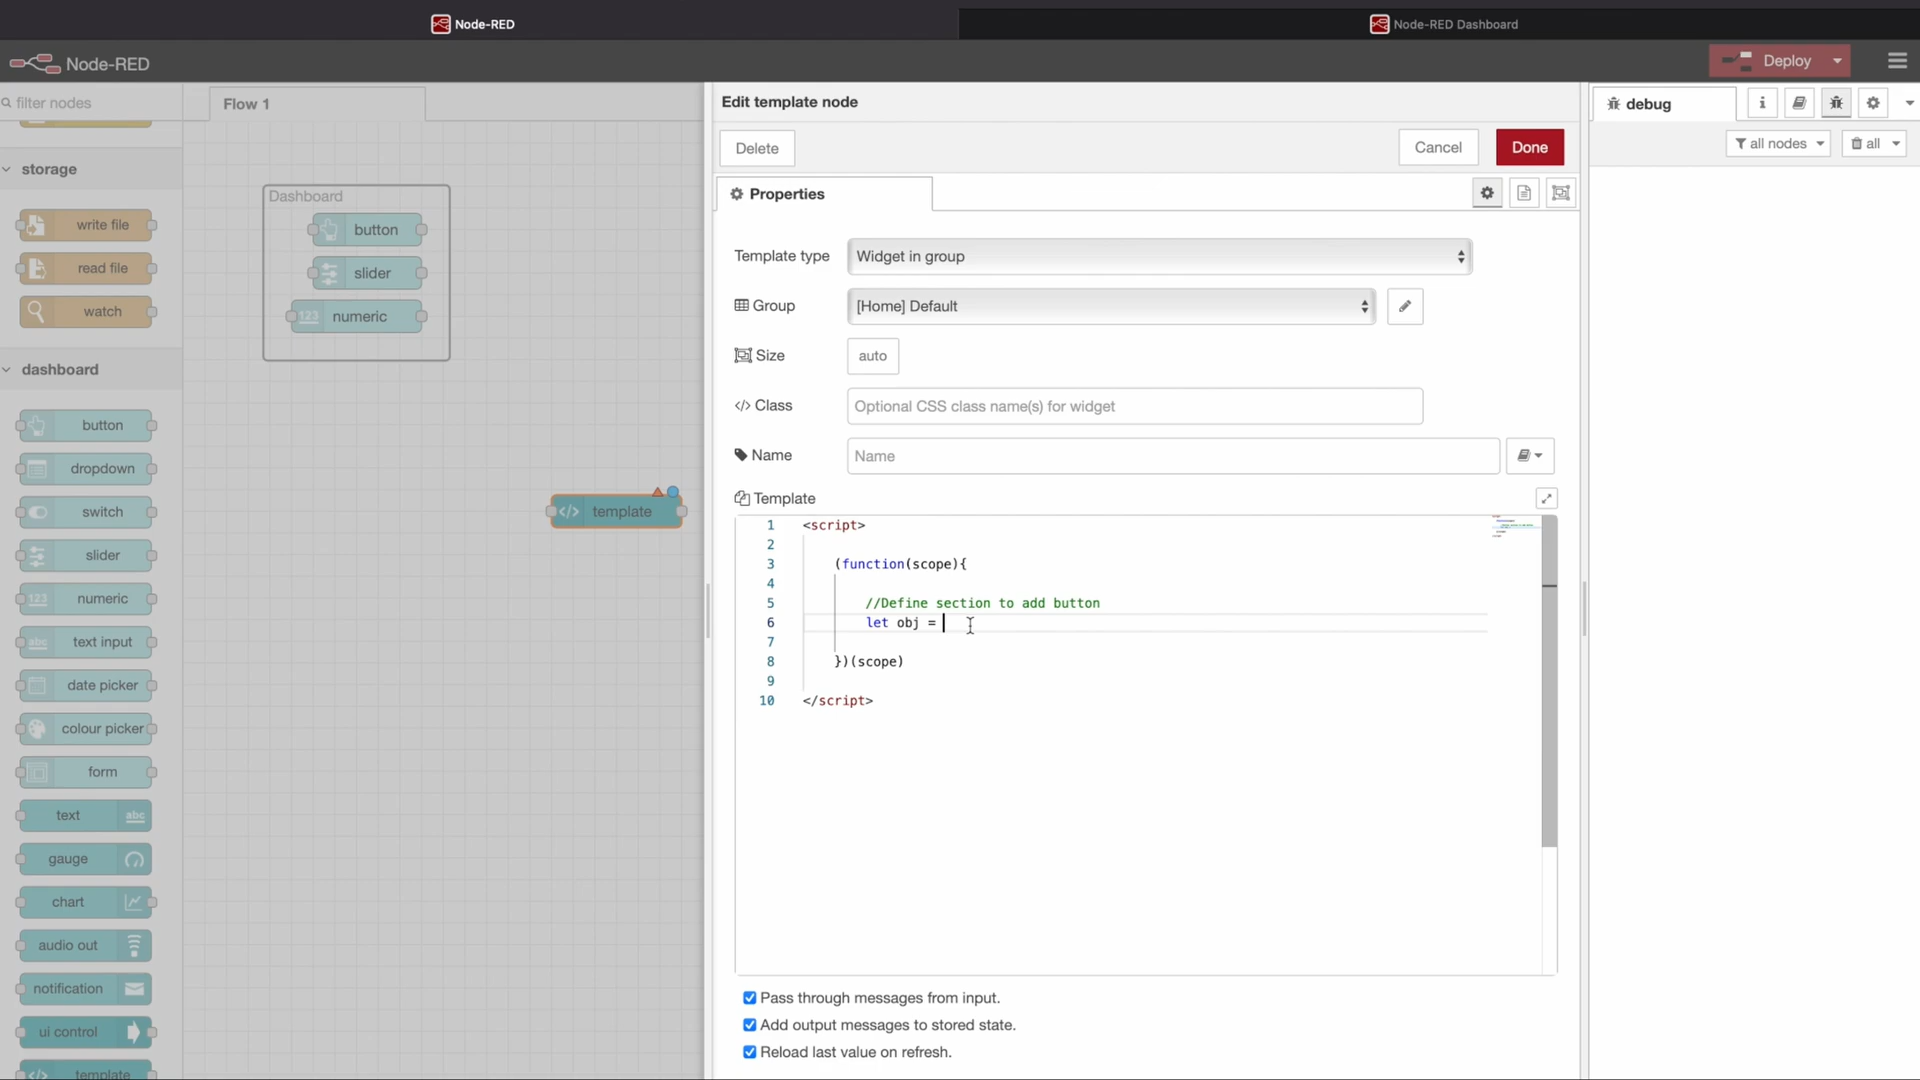 Node-RED
Node-RED Dashboard
Node-RED
Deploy
filter nodes
Flow 1
Edit template node
debug
Delete
Cancel
Done
all nodes
all
storage
Properties
Dashboard
write file
button
read file
slider
watch
123 numeric
Template type
Widget in group
Group
[Home] Default
Size
auto
</> Class
Optional CSS class name(s) for widget
Name
Name
Template
dashboard
button
dropdown
switch
slider
123 numeric
abc text input
date picker
colour picker
form
text abc
gauge
chart
audio out
notification
ui control
</> template
</> template
1 <script>
2
3 (function(scope){
4
5 //Define section to add button
6 let obj =
7
8 })(scope)
9
10 </script>
Pass through messages from input.
Add output messages to stored state.
Reload last value on refresh.